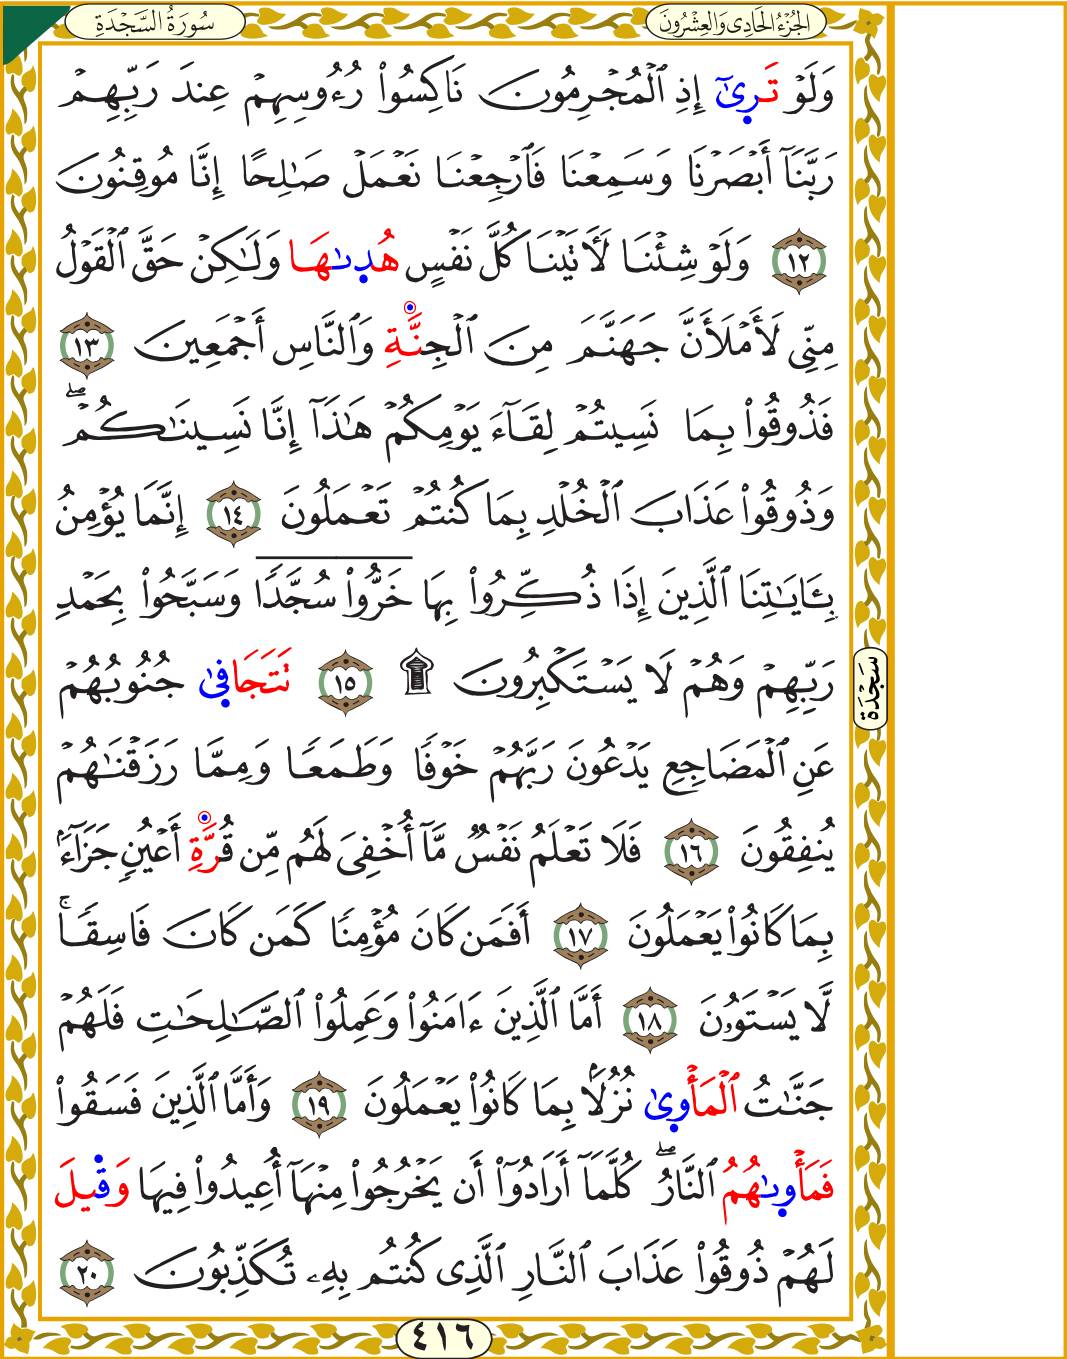 سُورَةُ السَّجْدَةِ
الجُزْءُ الحَادِى وَالعِشْرُونَ
وَلَوْ تَرِىٰٓ إِذِ ٱلْمُجْرِمُونَ نَاكِسُواْ رُءُوسِهِمْ عِندَ رَبِّهِمْ
رَبَّنَآ أَبْصَرْنَا وَسَمِعْنَا فَٱرْجِعْنَا نَعْمَلْ صَٰلِحًا إِنَّا مُوقِنُونَ
١٢ وَلَوْ شِئْنَا لَأٓتَيْنَا كُلَّ نَفْسٍ هُدِىٰهَا وَلَٰكِنْ حَقَّ ٱلْقَوْلُ
مِنِّى لَأَمْلَأَنَّ جَهَنَّمَ مِنَ ٱلْجِنَّةِ وَٱلنَّاسِ أَجْمَعِينَ ١٣
فَذُوقُواْ بِمَا نَسِيتُمْ لِقَآءَ يَوْمِكُمْ هَٰذَآ إِنَّا نَسِينَٰكُمْۖ
وَذُوقُواْ عَذَابَ ٱلْخُلْدِ بِمَا كُنتُمْ تَعْمَلُونَ ١٤ إِنَّمَا يُؤْمِنُ
بِـَٔايَٰتِنَا ٱلَّذِينَ إِذَا ذُكِّرُواْ بِهَا خَرُّواْ سُجَّدًا وَسَبَّحُواْ بِحَمْدِ
رَبِّهِمْ وَهُمْ لَا يَسْتَكْبِرُونَ ۩ ١٥ تَتَجَافِىٰ جُنُوبُهُمْ
سَجْدَة
عَنِ ٱلْمَضَاجِعِ يَدْعُونَ رَبَّهُمْ خَوْفًا وَطَمَعًا وَمِمَّا رَزَقْنَٰهُمْ
يُنفِقُونَ ١٦ فَلَا تَعْلَمُ نَفْسٌ مَّآ أُخْفِىَ لَهُم مِّن قُرَّةِ أَعْيُنٍ جَزَآءًۢ
بِمَا كَانُواْ يَعْمَلُونَ ١٧ أَفَمَن كَانَ مُؤْمِنًا كَمَن كَانَ فَاسِقًاۚ
لَّا يَسْتَوُۥنَ ١٨ أَمَّا ٱلَّذِينَ ءَامَنُواْ وَعَمِلُواْ ٱلصَّٰلِحَٰتِ فَلَهُمْ
جَنَّٰتُ ٱلْمَأْوِىٰ نُزُلًۢا بِمَا كَانُواْ يَعْمَلُونَ ١٩ وَأَمَّا ٱلَّذِينَ فَسَقُواْ
فَمَأْوِىٰهُمُ ٱلنَّارُۖ كُلَّمَآ أَرَادُوٓاْ أَن يَخْرُجُواْ مِنْهَآ أُعِيدُواْ فِيهَا وَقِيلَ
لَهُمْ ذُوقُواْ عَذَابَ ٱلنَّارِ ٱلَّذِى كُنتُم بِهِۦ تُكَذِّبُونَ ٢٠
٤١٦